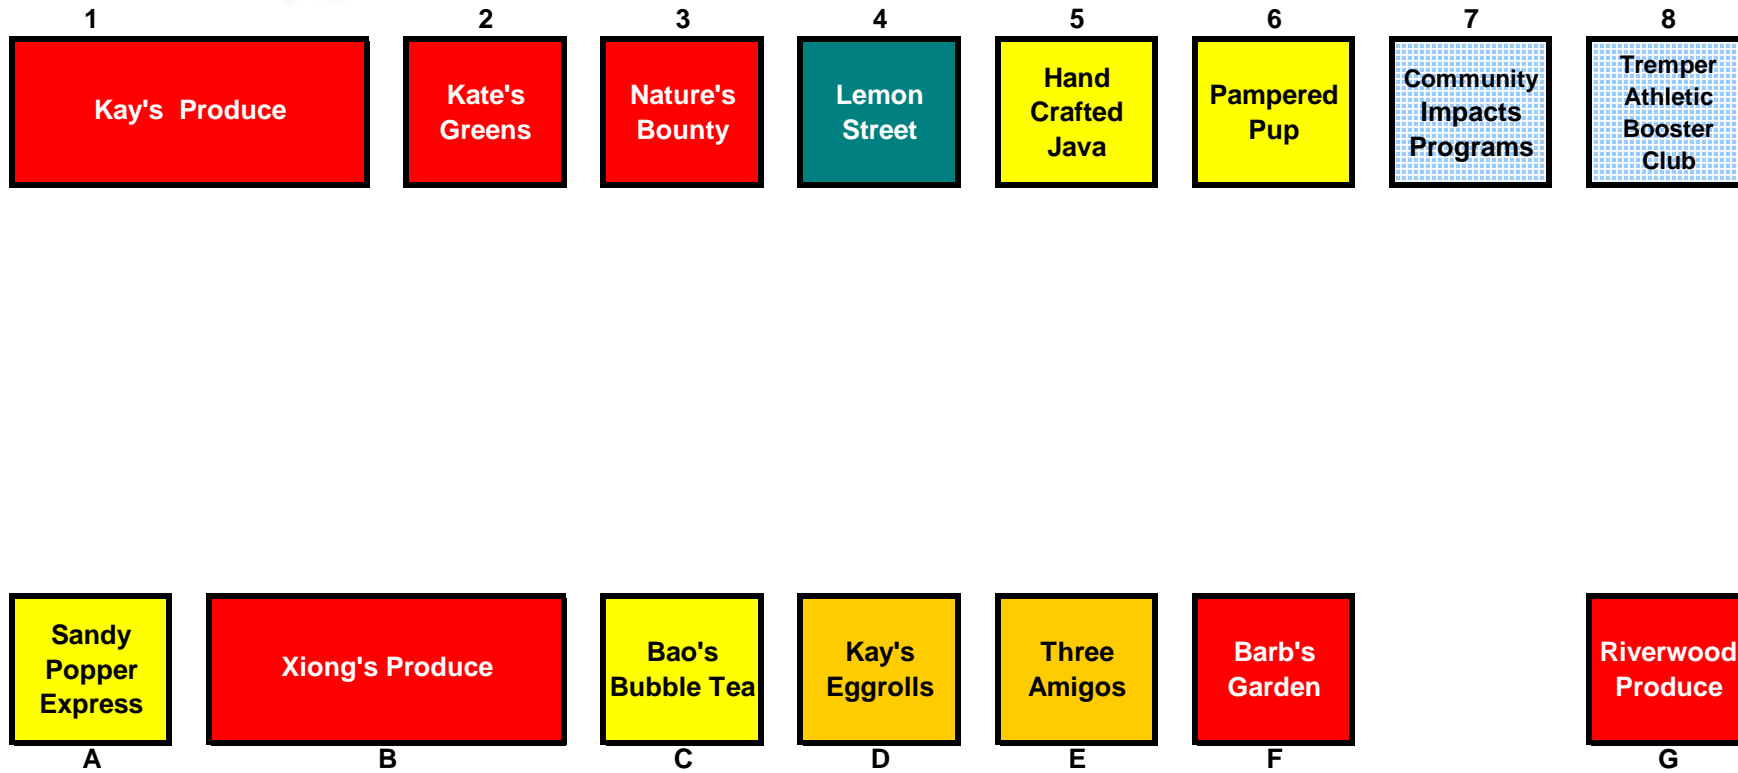 1 2 3 4 5 6 7 8
Kay's Produce
Kate's
Greens
Nature's
Bounty
Lemon
Street
Hand
Crafted
Java
Pampered
Pup
Community
Impacts
Programs
Tremper
Athletic
Booster
Club
Sandy
Popper
Express
Xiong's Produce
Bao's
Bubble Tea
Kay's
Eggrolls
Three
Amigos
Barb's
Garden
Riverwood
Produce
A B C D E F G